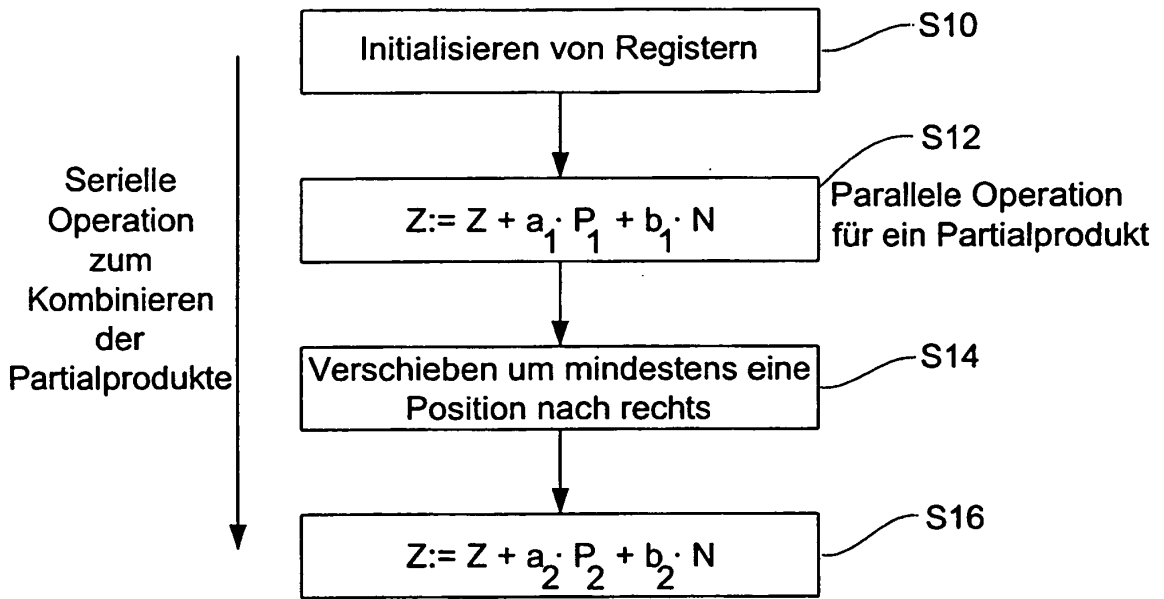 Initialisieren von Registern
S10
S12
Serielle
Operation
zum
Kombinieren
der
Partialprodukte
Z:= Z + a₁· P₁ + b₁· N
Parallele Operation
für ein Partialprodukt
Verschieben um mindestens eine
Position nach rechts
S14
Z:= Z + a₂· P₂ + b₂· N
S16